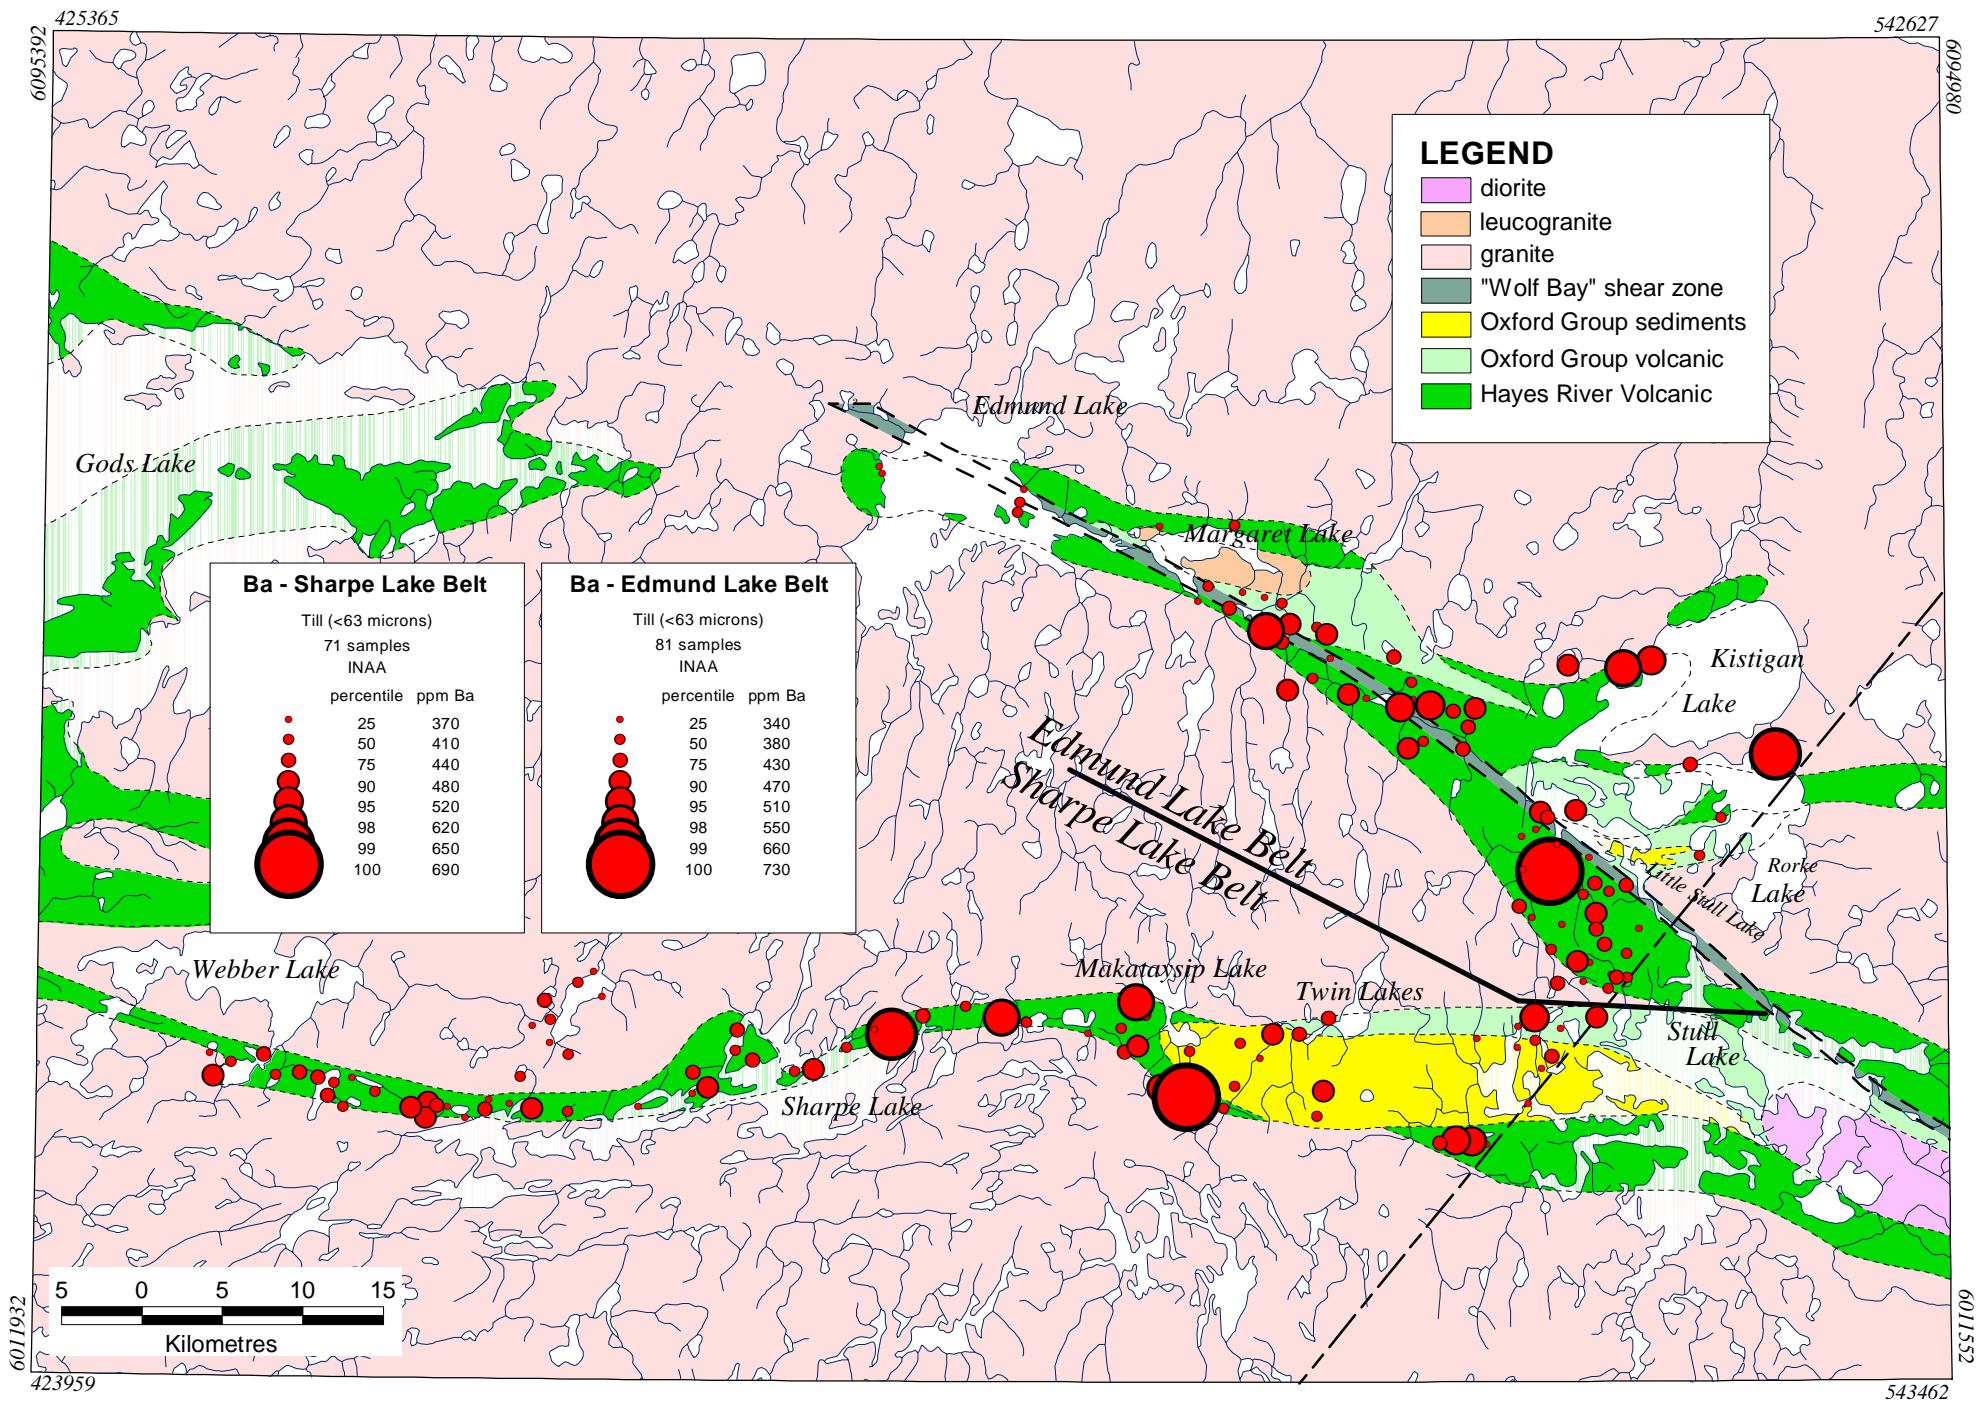 425365
542627
6095392
6094980
LEGEND
diorite
leucogranite
granite
"Wolf Bay" shear zone
Oxford Group sediments
Oxford Group volcanic
Hayes River Volcanic
Edmund Lake
Gods Lake
Margaret Lake
Kistigan
Lake
Ba - Sharpe Lake Belt
Till (<63 microns)
71 samples
INAA
percentile ppm Ba
25 370
50 410
75 440
90 480
95 520
98 620
99 650
100 690
Ba - Edmund Lake Belt
Till (<63 microns)
81 samples
INAA
percentile ppm Ba
25 340
50 380
75 430
90 470
95 510
98 550
99 660
100 730
Edmund Lake Belt
Sharpe Lake Belt
Rorke
Lake
Little Stull Lake
Webber Lake
Makataysip Lake
Twin Lakes
Stull
Lake
Sharpe Lake
5 0 5 10 15
Kilometres
6011932
6011552
423959
543462